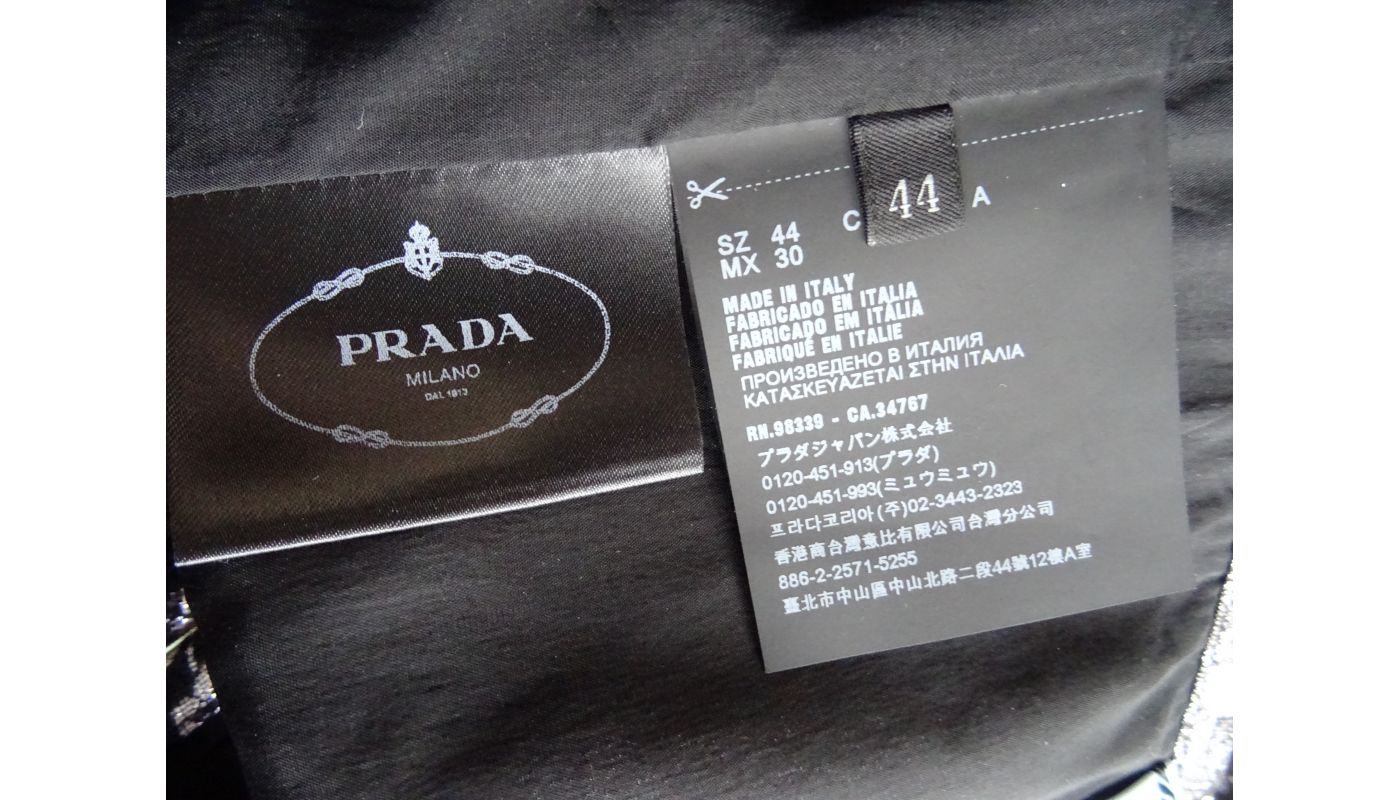 PRADA
MILANO
DAL 1913
44
C A
SZ 44
MX 30
MADE IN ITALY
FABRICADO EN ITALIA
FABRICADO EM ITÁLIA
FABRIQUÉ EN ITALIE
ПРОИЗВЕДЕНО В ИТАЛИЯ
ΚΑΤΑΣΚΕΥΑΖΕΤΑΙ ΣΤΗΝ ΙΤΑΛΙΑ
RN.98339 - CA.34767
プラダジャパン株式会社
0120-451-913(プラダ)
0120-451-993(ミュウミュウ)
프라다코리아(주)02-3443-2323
香港商台灣意比有限公司台灣分公司
886-2-2571-5255
臺北市中山區中山北路二段44號12樓A室